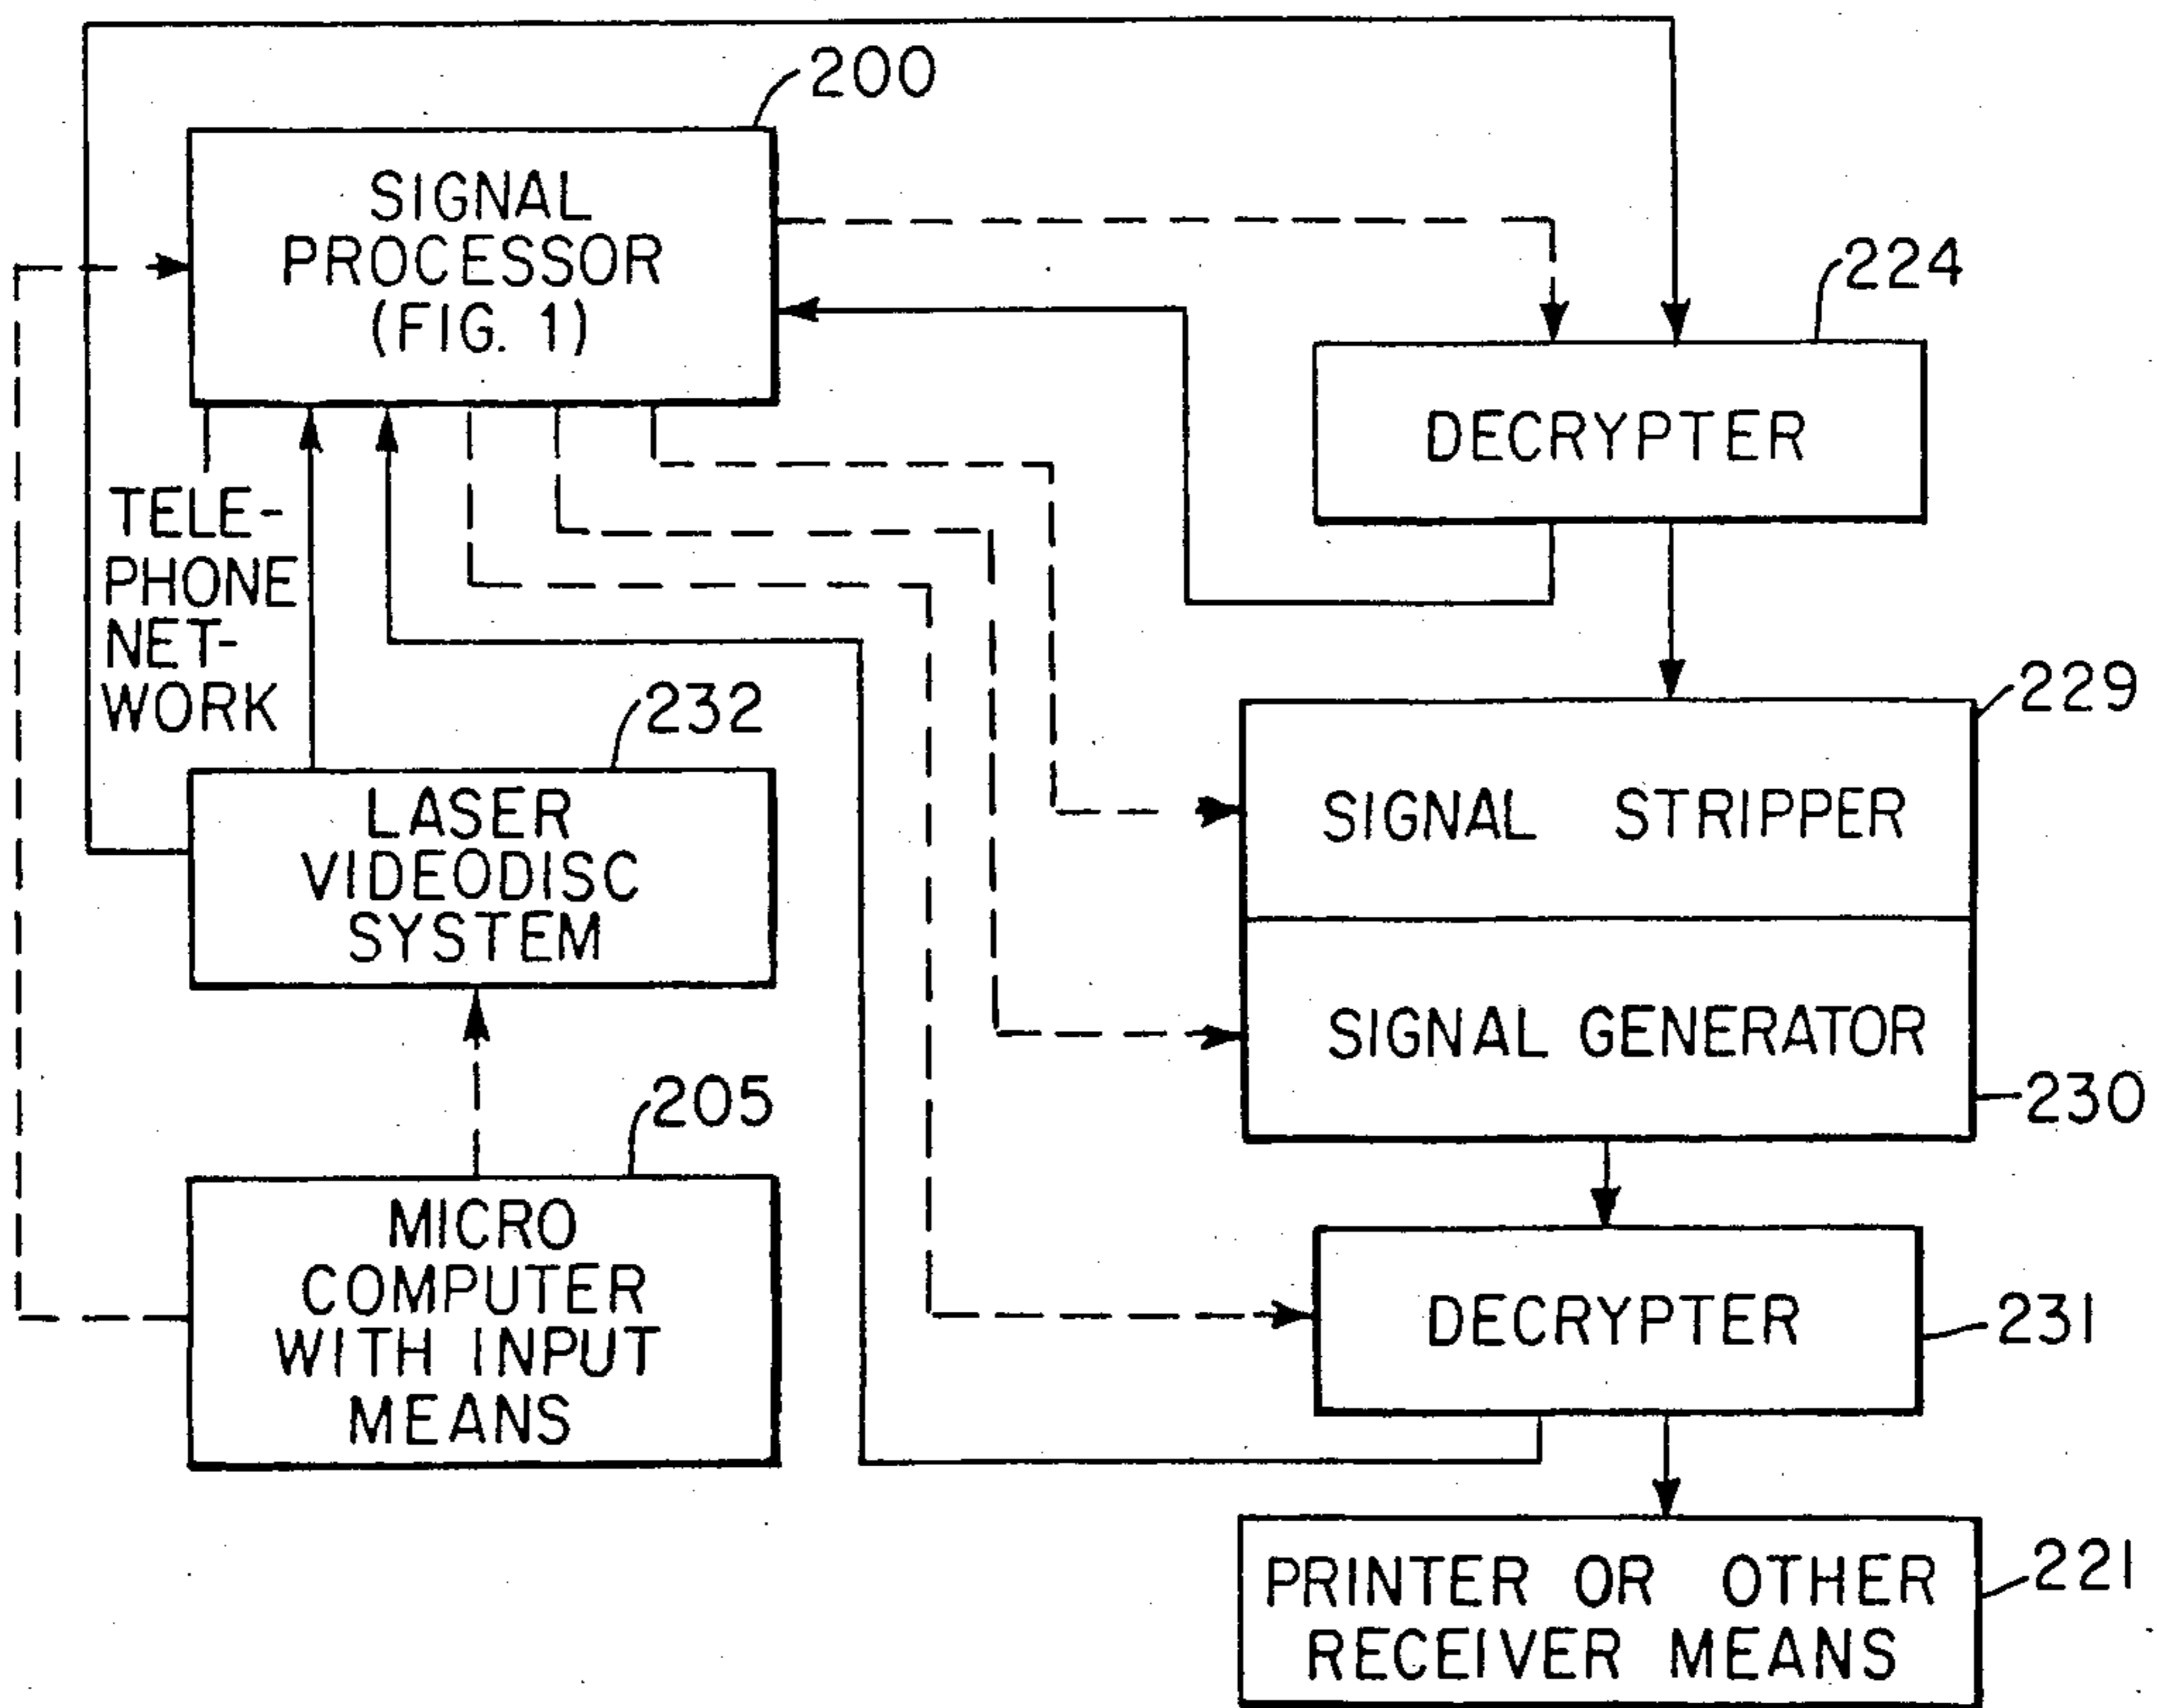 200
SIGNAL
PROCESSOR
(FIG. 1)
224
DECRYPTER
TELE-
PHONE
NET-
WORK
232
LASER
VIDEODISC
SYSTEM
229
SIGNAL STRIPPER
SIGNAL GENERATOR
230
205
MICRO
COMPUTER
WITH INPUT
MEANS
DECRYPTER
231
PRINTER OR OTHER
RECEIVER MEANS
221